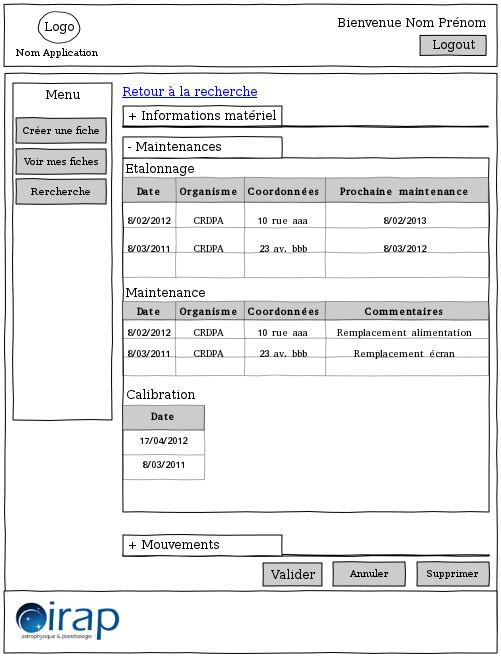 Logo
Nom Application
Bienvenue Nom Prénom
Logout
Menu
Créer une fiche
Voir mes fiches
Rercherche
Retour à la recherche
+ Informations matériel
- Maintenances
Etalonnage
Date Organisme Coordonnées Prochaine maintenance
8/02/2012 CRDPA 10 rue aaa 8/02/2013
8/03/2011 CRDPA 23 av. bbb 8/03/2012
Maintenance
Date Organisme Coordonnées Commentaires
8/02/2012 CRDPA 10 rue aaa Remplacement alimentation
8/03/2011 CRDPA 23 av. bbb Remplacement écran
Calibration
Date
17/04/2012
8/03/2011
+ Mouvements
Valider Annuler Supprimer
irap
astrophysique & planétologie